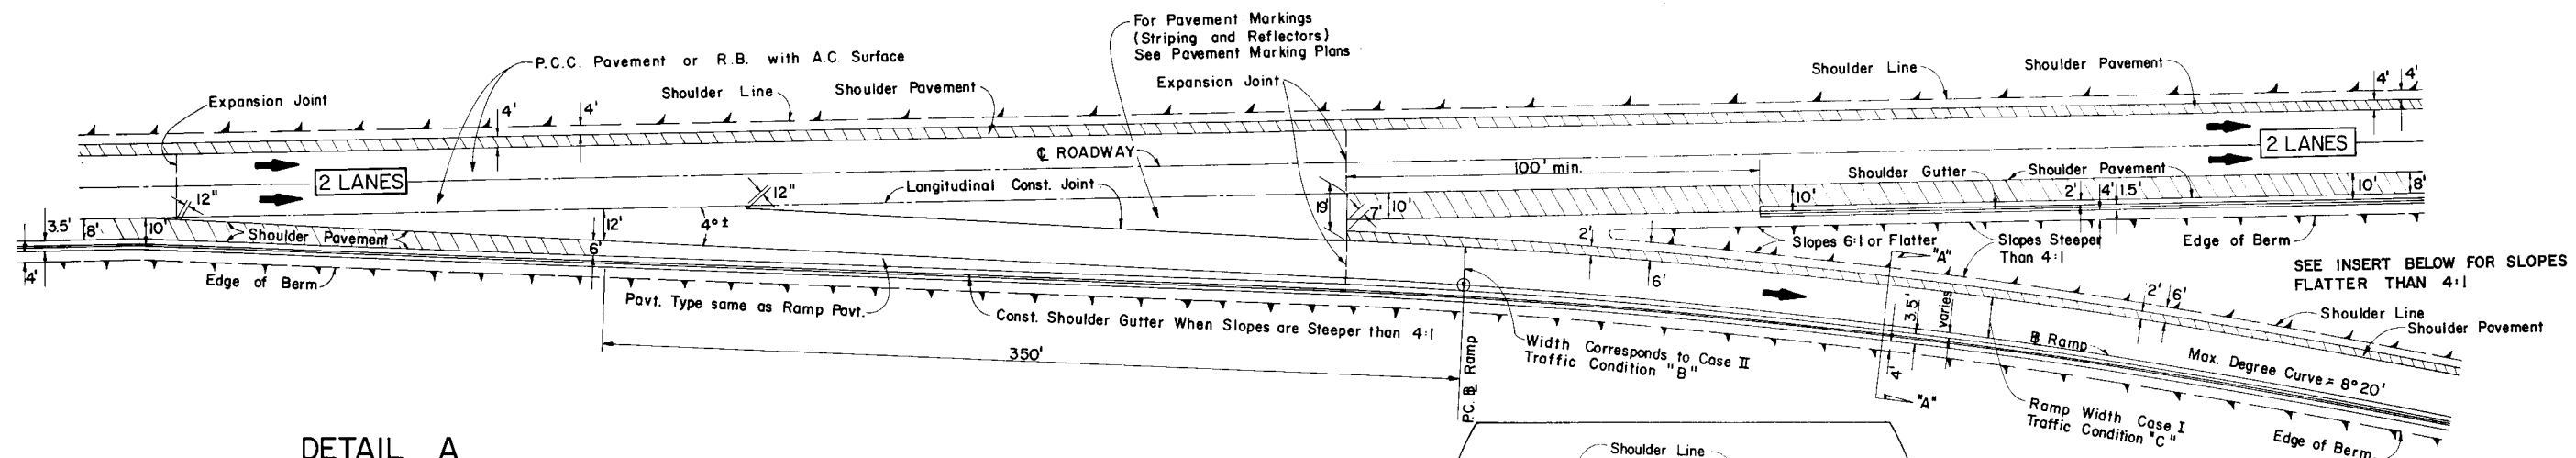 For Pavement Markings
(Striping and Reflectors)
See Pavement Marking Plans
P.C.C. Pavement or R.B. with A.C. Surface
Expansion Joint
Shoulder Line
Shoulder Pavement
4'
4'
Expansion Joint
Shoulder Line
Shoulder Pavement
4'
4'
℄ ROADWAY
2 LANES
2 LANES
12"
12"
Longitudinal Const. Joint
100' min.
Shoulder Gutter
Shoulder Pavement
3.5'
8'
10'
Shoulder Pavement
12'
6'
4° ±
19'
7'
10'
10'
2'
4'
1.5'
10'
8'
4'
Edge of Berm
2'
6'
Slopes 6:1 or Flatter
Slopes Steeper
Than 4:1
Edge of Berm
SEE INSERT BELOW FOR SLOPES
FLATTER THAN 4:1
"A"
Pavt. Type same as Ramp Pavt.
Const. Shoulder Gutter When Slopes are Steeper than 4:1
350'
P.C. B Ramp
Width Corresponds to Case II
Traffic Condition "B"
3.5'
varies
4'
"A"
2'
6'
Shoulder Line
Shoulder Pavement
B Ramp
Max. Degree Curve = 8°20'
Ramp Width Case I
Traffic Condition "C"
Edge of Berm
DETAIL A
Shoulder Line